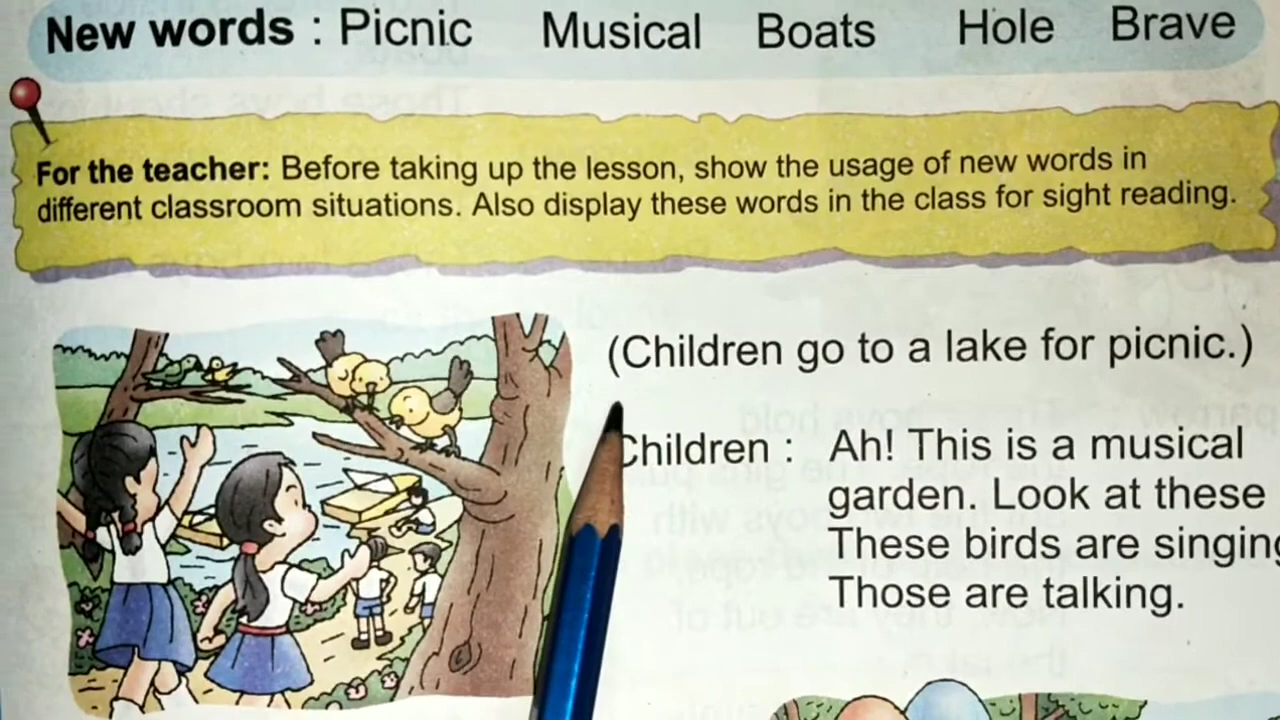 New words : Picnic Musical Boats Hole Brave
For the teacher: Before taking up the lesson, show the usage of new words in
different classroom situations. Also display these words in the class for sight reading.
(Children go to a lake for picnic.)
Children : Ah! This is a musical
garden. Look at these
These birds are singing
Those are talking.